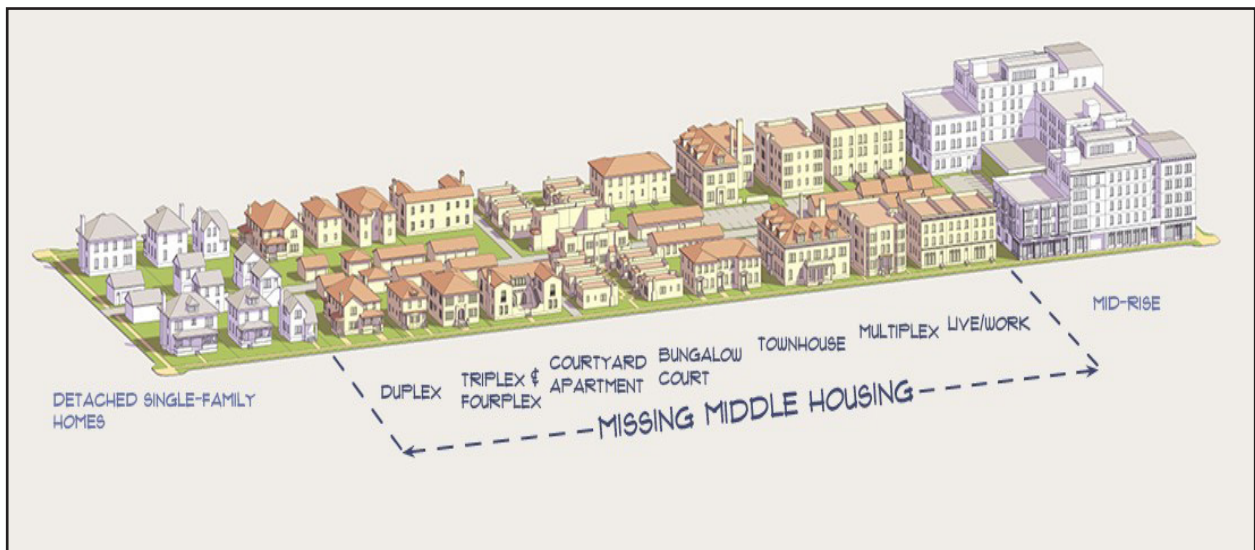 DETACHED SINGLE-FAMILY
HOMES
DUPLEX
TRIPLEX &
FOURPLEX
COURTYARD
APARTMENT
BUNGALOW
COURT
TOWNHOUSE
MULTIPLEX
LIVE/WORK
MID-RISE
MISSING MIDDLE HOUSING